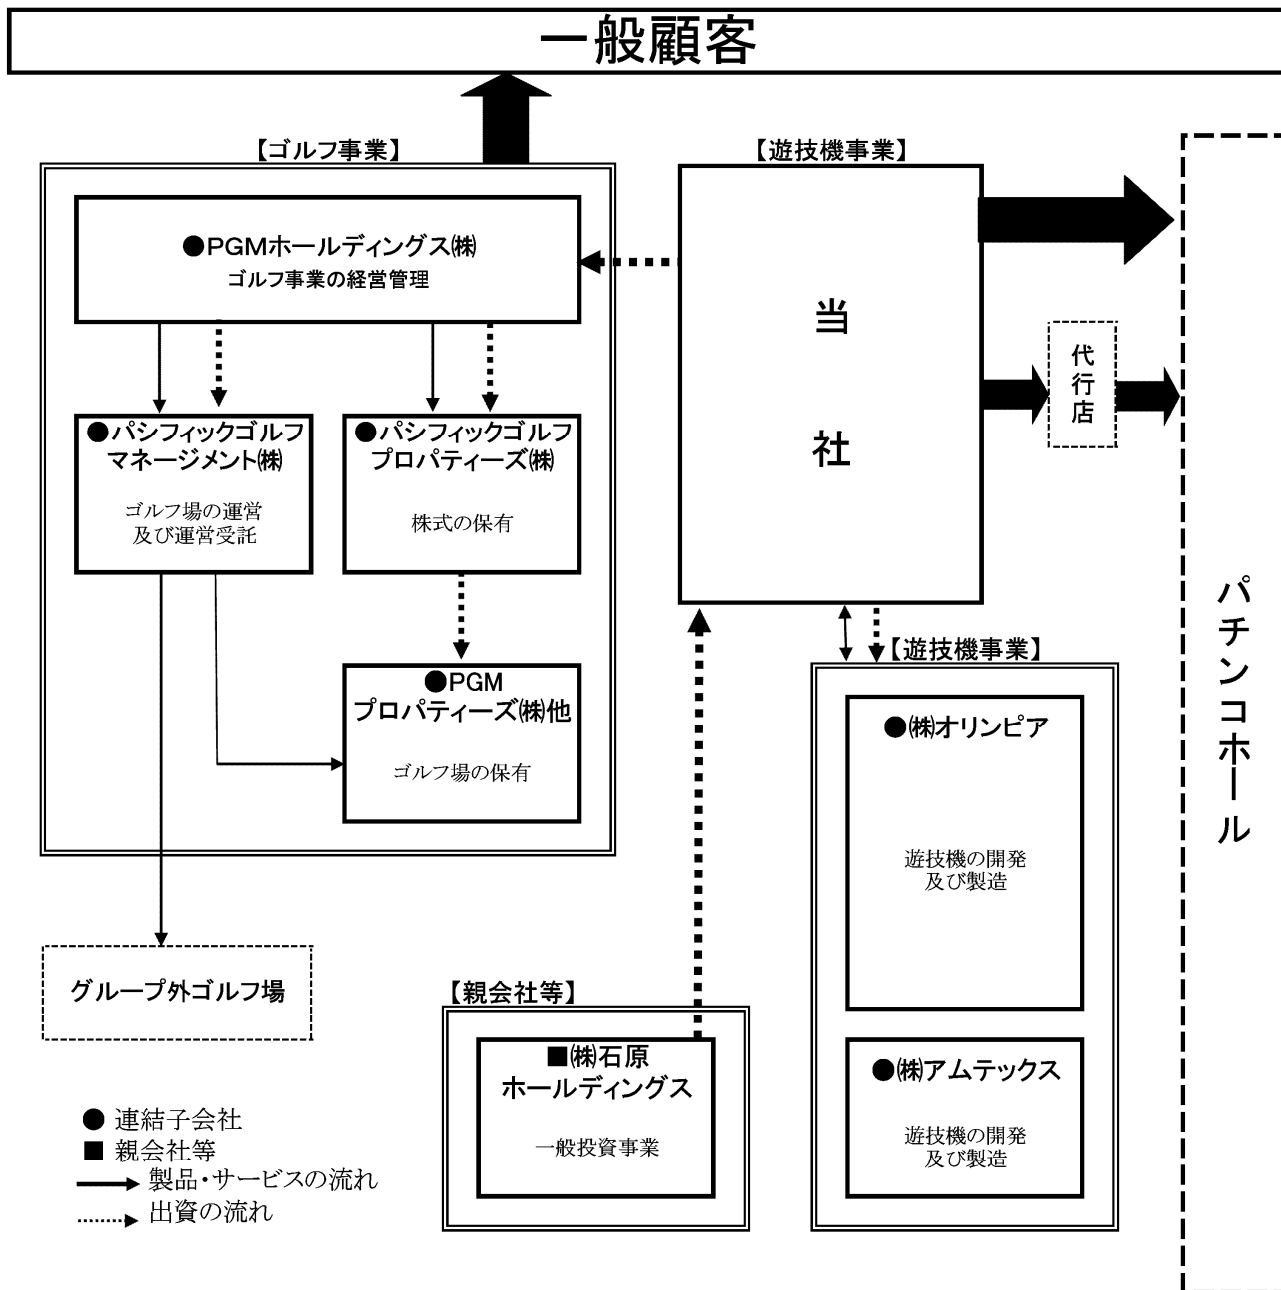 一般顧客
【ゴルフ事業】
●PGMホールディングス㈱
ゴルフ事業の経営管理
●パシフィックゴルフ
マネージメント㈱
ゴルフ場の運営
及び運営受託
●パシフィックゴルフ
プロパティーズ㈱
株式の保有
●PGM
プロパティーズ㈱他
ゴルフ場の保有
グループ外ゴルフ場
【遊技機事業】
当社
代行店
パチンコホール
【遊技機事業】
●㈱オリンピア
遊技機の開発
及び製造
●㈱アムテックス
遊技機の開発
及び製造
【親会社等】
■㈱石原
ホールディングス
一般投資事業
● 連結子会社
■ 親会社等
製品・サービスの流れ
出資の流れ